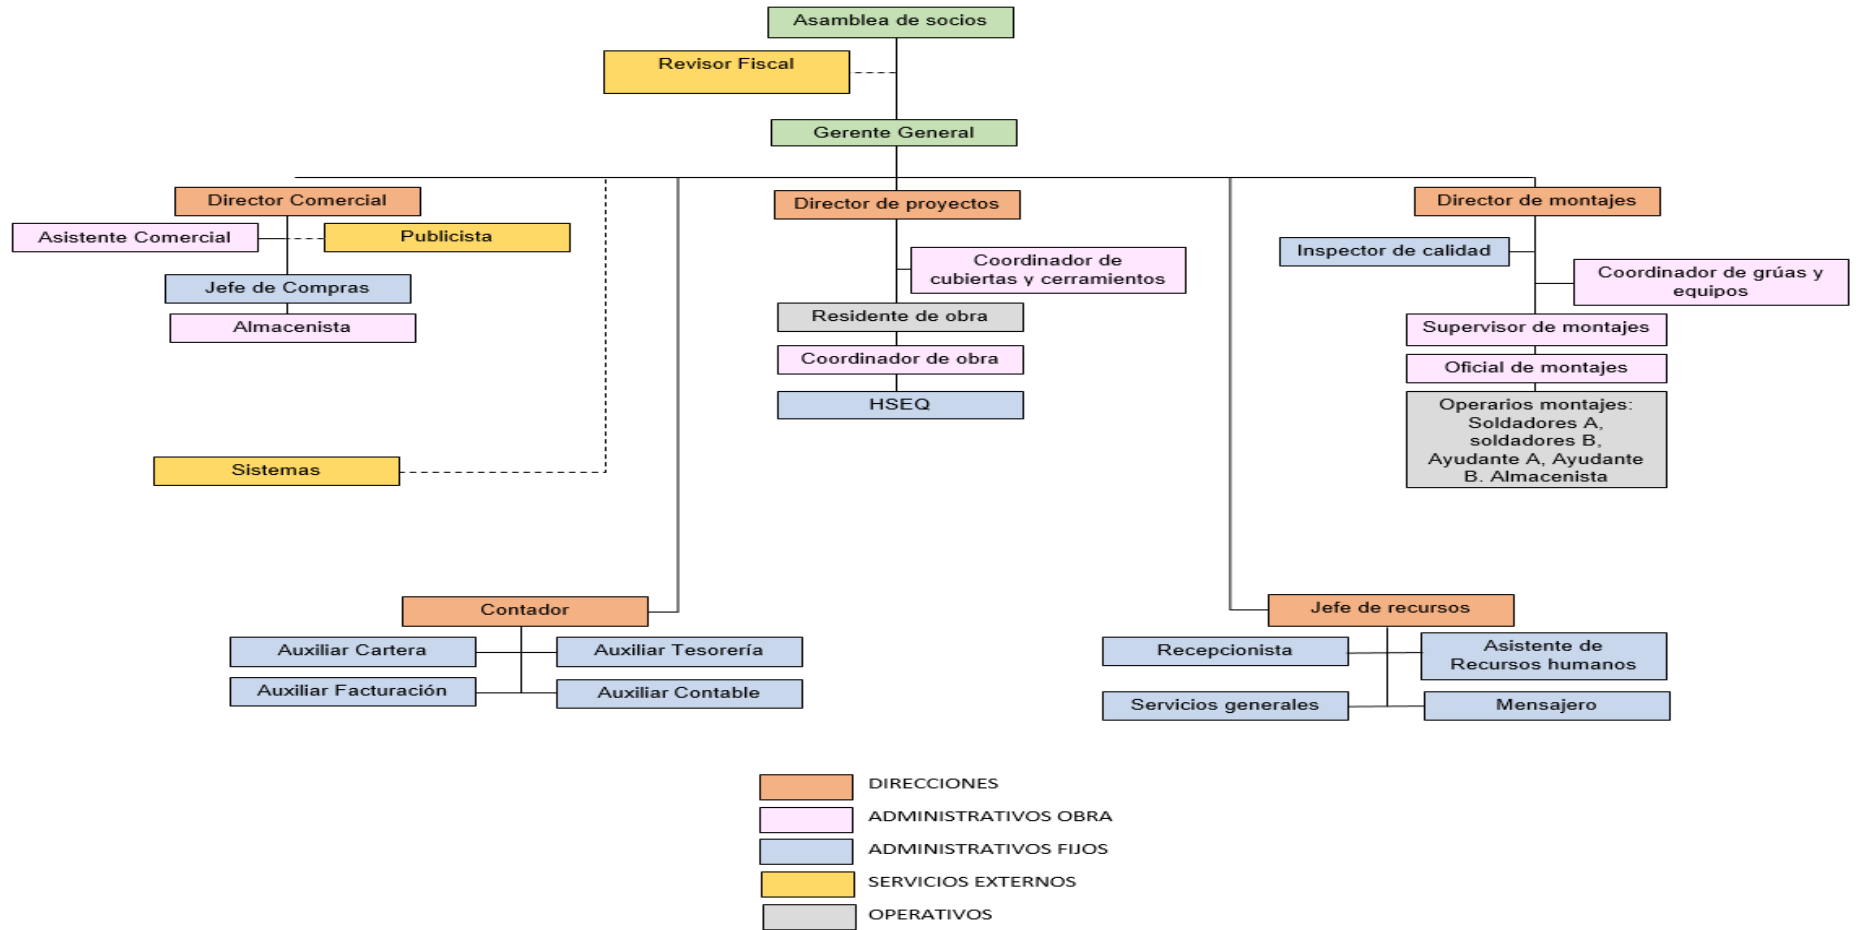 Asamblea de socios
Revisor Fiscal
Gerente General
Director Comercial
Director de proyectos
Director de montajes
Asistente Comercial
Publicista
Inspector de calidad
Coordinador de
cubiertas y cerramientos
Coordinador de grúas y
equipos
Jefe de Compras
Residente de obra
Almacenista
Supervisor de montajes
Coordinador de obra
Oficial de montajes
HSEQ
Operarios montajes:
Soldadores A,
soldadores B,
Ayudante A, Ayudante
B. Almacenista
Sistemas
Contador
Jefe de recursos
Auxiliar Cartera
Auxiliar Tesorería
Recepcionista
Asistente de
Recursos humanos
Auxiliar Facturación
Auxiliar Contable
Servicios generales
Mensajero
DIRECCIONES
ADMINISTRATIVOS OBRA
ADMINISTRATIVOS FIJOS
SERVICIOS EXTERNOS
OPERATIVOS